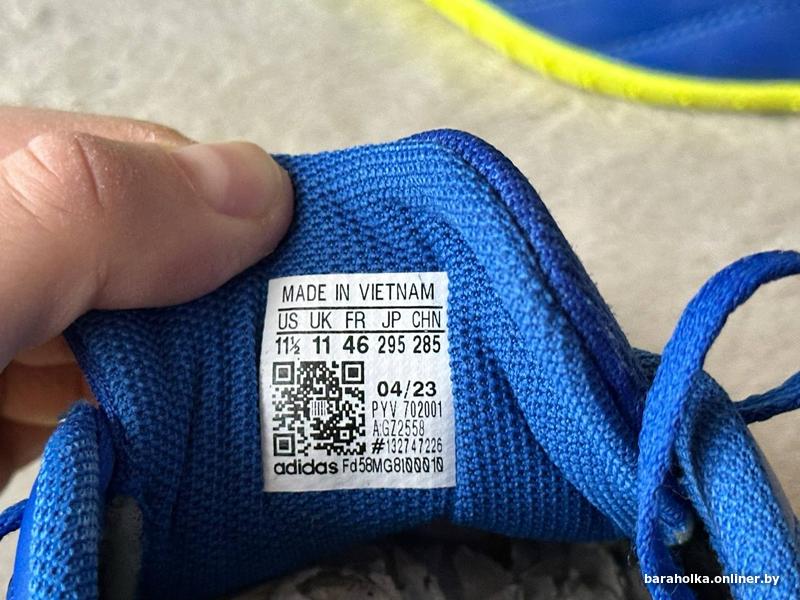 MADE IN VIETNAM
US UK FR JP CHN
11½ 11 46 295 285
04/23
PYV 702001
A:GZ2558
#132747226
adidas Fd58MG8l00010
baraholka.onliner.by